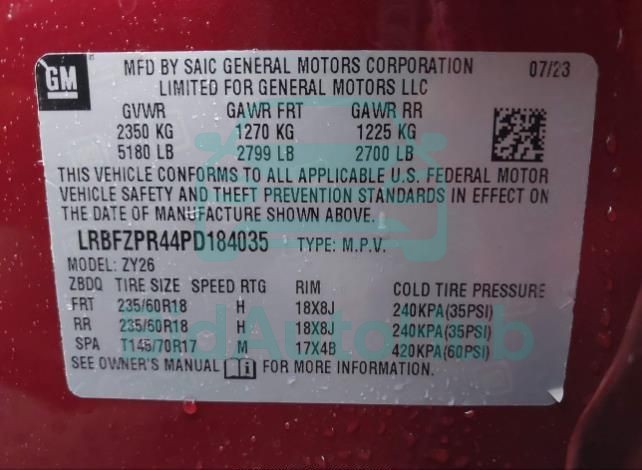 GM
MFD BY SAIC GENERAL MOTORS CORPORATION 07/23
LIMITED FOR GENERAL MOTORS LLC
GVWR GAWR FRT GAWR RR
2350 KG 1270 KG 1225 KG
5180 LB 2799 LB 2700 LB
THIS VEHICLE CONFORMS TO ALL APPLICABLE U.S. FEDERAL MOTOR
VEHICLE SAFETY AND THEFT PREVENTION STANDARDS IN EFFECT ON
THE DATE OF MANUFACTURE SHOWN ABOVE.
LRBFZPR44PD184035 TYPE: M.P.V.
MODEL: ZY26
ZBDQ TIRE SIZE SPEED RTG RIM COLD TIRE PRESSURE
FRT 235/60R18 H 18X8J 240KPA(35PSI)
RR 235/60R18 H 18X8J 240KPA(35PSI)
SPA T145/70R17 M 17X4B 420KPA(60PSI)
SEE OWNER'S MANUAL FOR MORE INFORMATION.